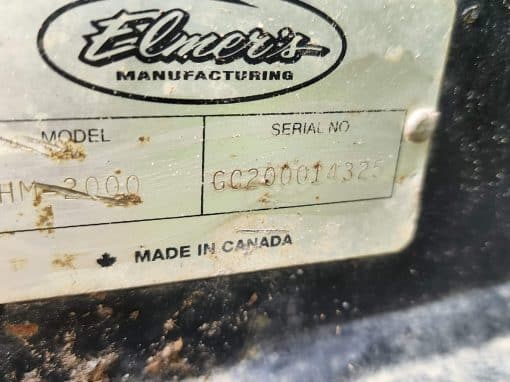 Elmer's
MANUFACTURING
MODEL
SERIAL NO
HM-2000
GC200014325
MADE IN CANADA